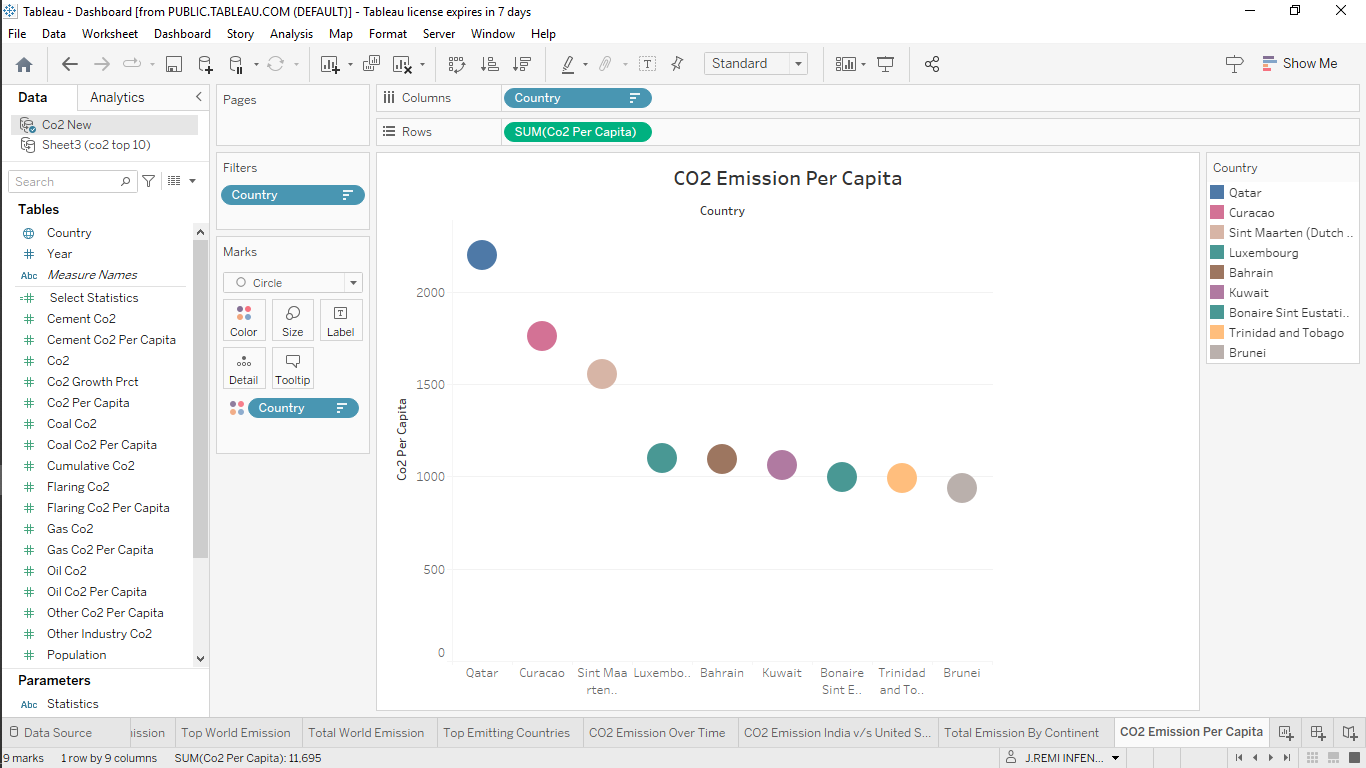 Tableau - Dashboard [from PUBLIC.TABLEAU.COM (DEFAULT)] - Tableau license expires in 7 days
File Data Worksheet Dashboard Story Analysis Map Format Server Window Help
Standard
Show Me
Data Analytics
Co2 New
Sheet3 (co2 top 10)
Search
Tables
Country
Year
Abc Measure Names
Select Statistics
Cement Co2
Cement Co2 Per Capita
Co2
Co2 Growth Prct
Co2 Per Capita
Coal Co2
Coal Co2 Per Capita
Cumulative Co2
Flaring Co2
Flaring Co2 Per Capita
Gas Co2
Gas Co2 Per Capita
Oil Co2
Oil Co2 Per Capita
Other Co2 Per Capita
Other Industry Co2
Population
Parameters
Abc Statistics
Pages
Filters
Country
Marks
Circle
Color Size Label
Detail Tooltip
Country
Columns Country
Rows SUM(Co2 Per Capita)
CO2 Emission Per Capita
Country
Co2 Per Capita
2000
1500
1000
500
0
Qatar Curacao Sint Maa Luxembo.. Bahrain Kuwait Bonaire Trinidad Brunei
rten.. Sint E.. and To..
Country
Qatar
Curacao
Sint Maarten (Dutch ..
Luxembourg
Bahrain
Kuwait
Bonaire Sint Eustati..
Trinidad and Tobago
Brunei
Data Source ission Top World Emission Total World Emission Top Emitting Countries CO2 Emission Over Time CO2 Emission India v/s United S... Total Emission By Continent CO2 Emission Per Capita
9 marks 1 row by 9 columns SUM(Co2 Per Capita): 11,695 J.REMI INFEN...